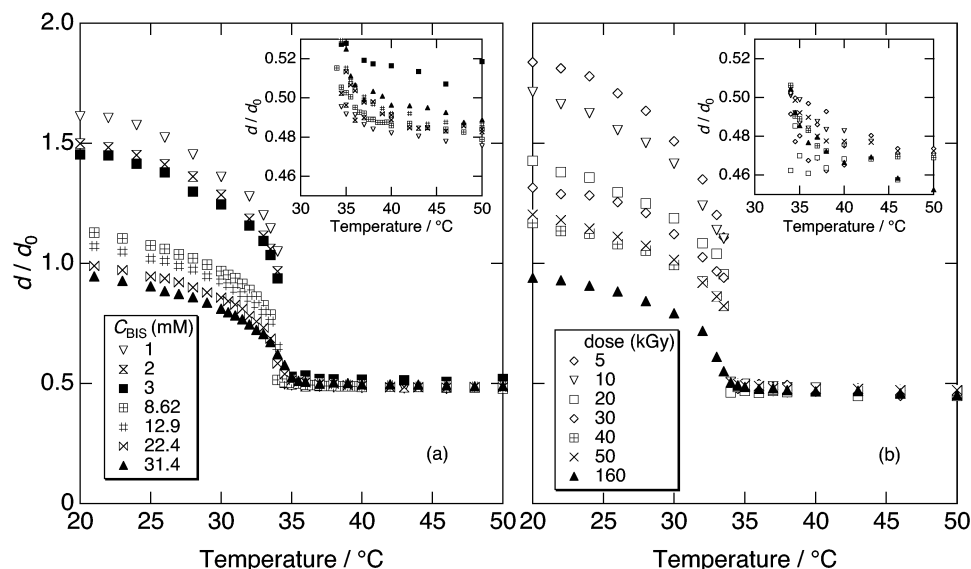 2.0
1.5
1.0
0.5
0
d / d0
20 25 30 35 40 45 50
Temperature / °C
CBIS (mM)
1
2
3
8.62
12.9
22.4
31.4
(a)
0.52
0.50
0.48
0.46
d / d0
30 35 40 45 50
Temperature / °C
20 25 30 35 40 45 50
Temperature / °C
dose (kGy)
5
10
20
30
40
50
160
(b)
0.52
0.50
0.48
0.46
d / d0
30 35 40 45 50
Temperature / °C